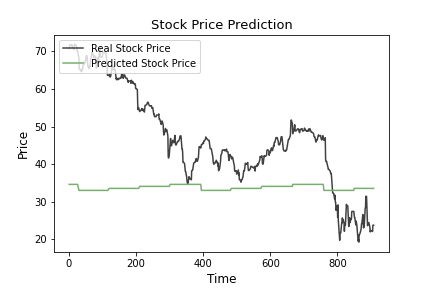 Stock Price Prediction
Real Stock Price
Predicted Stock Price
Price
70
60
50
40
30
20
0 200 400 600 800
Time